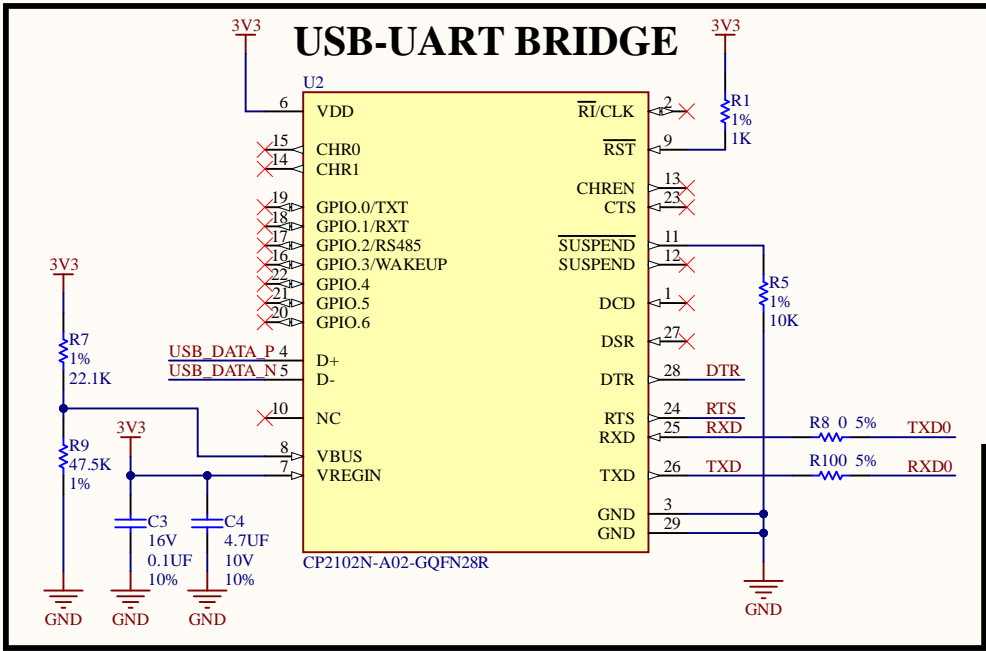 USB-UART BRIDGE
3V3
3V3
U2
6 VDD
RI/CLK 2
R1
1%
1K
15 CHR0
RST 9
14 CHR1
CHREN 13
19 GPIO.0/TXT
CTS 23
18 GPIO.1/RXT
17 GPIO.2/RS485
SUSPEND 11
16 GPIO.3/WAKEUP
SUSPEND 12
22 GPIO.4
21 GPIO.5
DCD 1
20 GPIO.6
R5
1%
10K
3V3
DSR 27
R7
1%
22.1K
USB_DATA_P 4 D+
USB_DATA_N 5 D-
DTR 28 DTR
10 NC
RTS 24 RTS
RXD 25 RXD R8 0 5% TXD0
3V3
R9
47.5K
1%
8 VBUS
7 VREGIN
TXD 26 TXD R100 5% RXD0
GND 3
GND 29
C3
16V
0.1UF
10%
C4
4.7UF
10V
10%
CP2102N-A02-GQFN28R
GND
GND
GND
GND